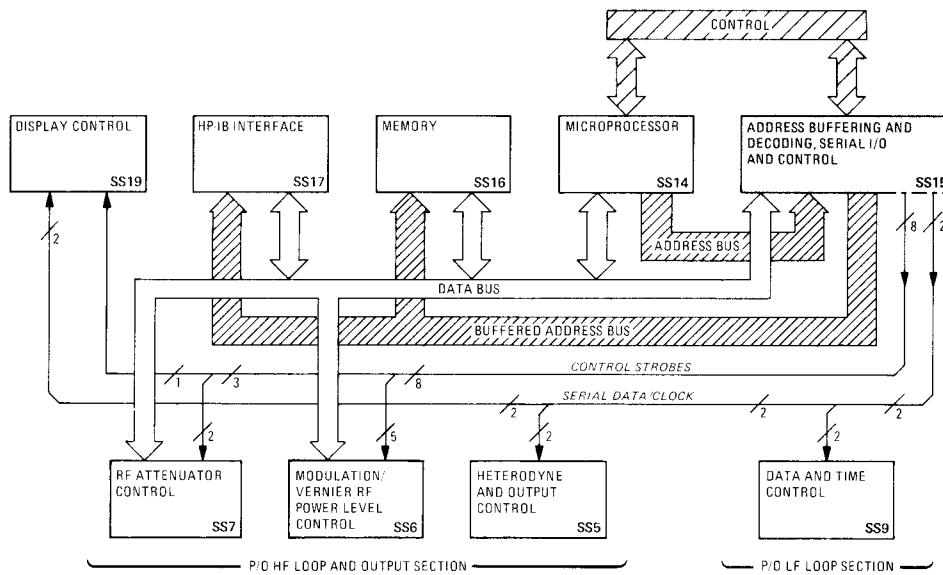 CONTROL
DISPLAY CONTROL
SS19
HP-IB INTERFACE
SS17
MEMORY
SS16
MICROPROCESSOR
SS14
ADDRESS BUFFERING AND
DECODING, SERIAL I/O
AND CONTROL
SS15
2
8
2
ADDRESS BUS
DATA BUS
BUFFERED ADDRESS BUS
CONTROL STROBES
1
3
8
SERIAL DATA/CLOCK
2
2
2
2
5
2
2
RF ATTENUATOR
CONTROL
SS7
MODULATION/
VERNIER RF
POWER LEVEL
CONTROL
SS6
HETERODYNE
AND OUTPUT
CONTROL
SS5
DATA AND TIME
CONTROL
SS9
P/O HF LOOP AND OUTPUT SECTION
P/O LF LOOP SECTION